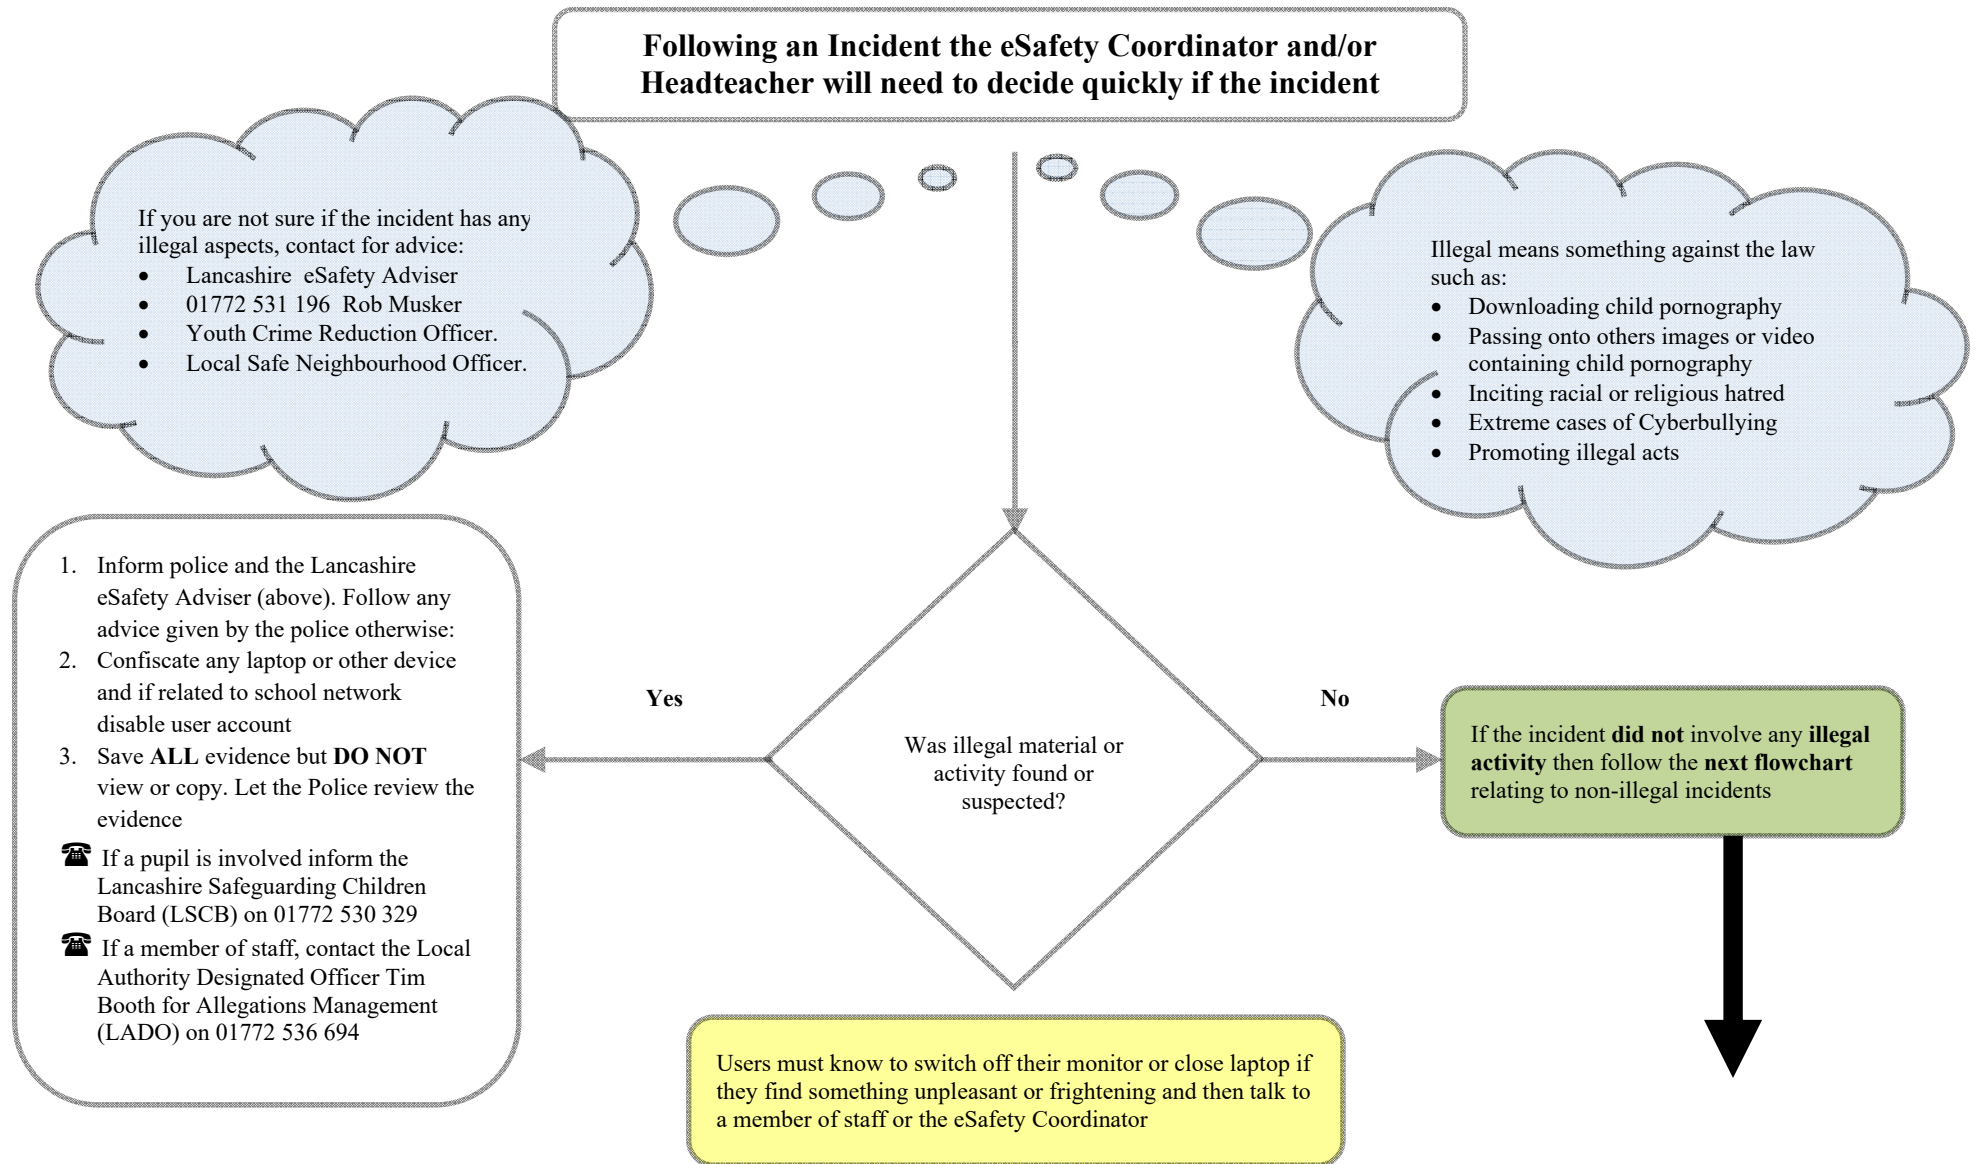 Following an Incident the eSafety Coordinator and/or
Headteacher will need to decide quickly if the incident
If you are not sure if the incident has any
illegal aspects, contact for advice:
• Lancashire eSafety Adviser
• 01772 531 196 Rob Musker
• Youth Crime Reduction Officer.
• Local Safe Neighbourhood Officer.
Illegal means something against the law
such as:
• Downloading child pornography
• Passing onto others images or video
containing child pornography
• Inciting racial or religious hatred
• Extreme cases of Cyberbullying
• Promoting illegal acts
1. Inform police and the Lancashire
eSafety Adviser (above). Follow any
advice given by the police otherwise:
2. Confiscate any laptop or other device
and if related to school network
disable user account
3. Save ALL evidence but DO NOT
view or copy. Let the Police review the
evidence
☎ If a pupil is involved inform the
Lancashire Safeguarding Children
Board (LSCB) on 01772 530 329
☎ If a member of staff, contact the Local
Authority Designated Officer Tim
Booth for Allegations Management
(LADO) on 01772 536 694
Yes
Was illegal material or
activity found or
suspected?
No
If the incident did not involve any illegal
activity then follow the next flowchart
relating to non-illegal incidents
Users must know to switch off their monitor or close laptop if
they find something unpleasant or frightening and then talk to
a member of staff or the eSafety Coordinator